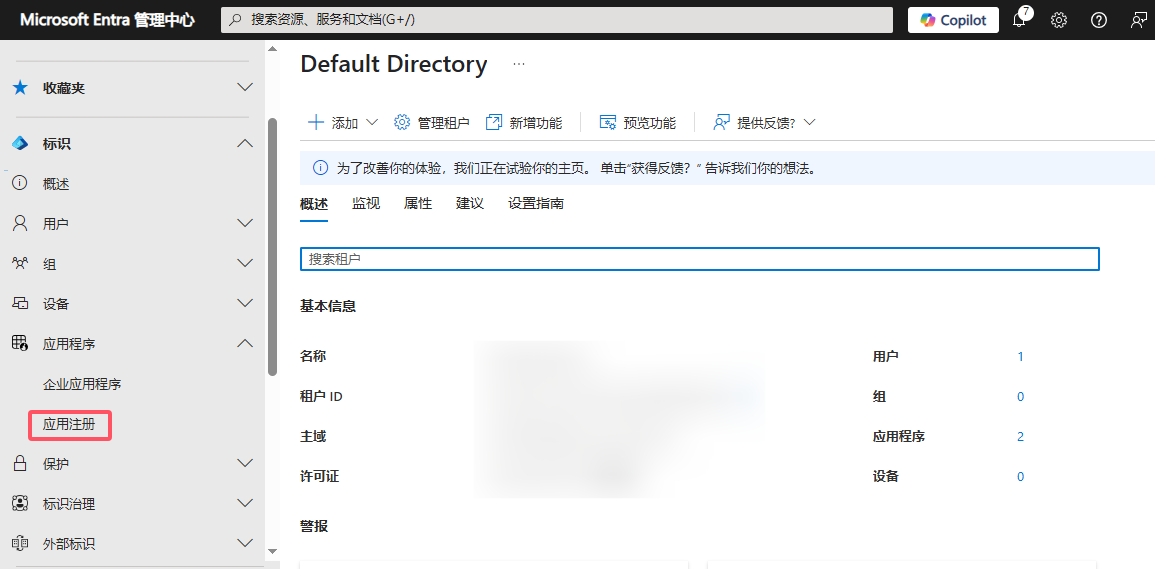 Microsoft Entra 管理中心
搜索资源、服务和文档(G+/)
Copilot
7
收藏夹
标识
概述
用户
组
设备
应用程序
企业应用程序
应用注册
保护
标识治理
外部标识
Default Directory
...
添加
管理租户
新增功能
预览功能
提供反馈?
为了改善你的体验，我们正在试验你的主页。 单击“获得反馈？” 告诉我们你的想法。
概述 监视 属性 建议 设置指南
搜索租户
基本信息
名称 用户 1
租户 ID 组 0
主域 应用程序 2
许可证 设备 0
警报